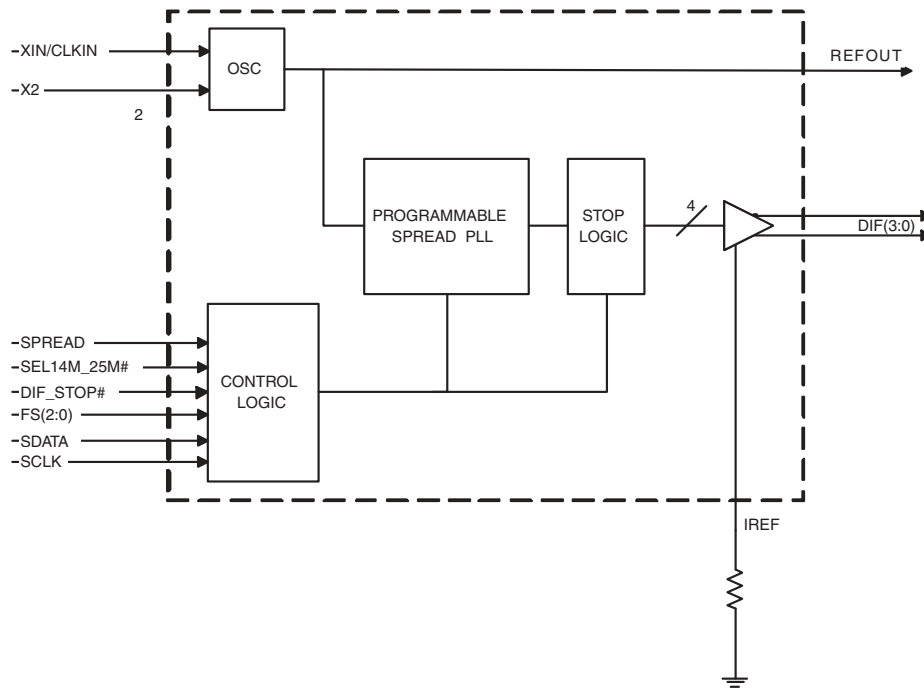 XIN/CLKIN
X2
2
OSC
REFOUT
PROGRAMMABLE
SPREAD PLL
STOP
LOGIC
4
DIF(3:0)
SPREAD
SEL14M_25M#
DIF_STOP#
FS(2:0)
SDATA
SCLK
CONTROL
LOGIC
IREF